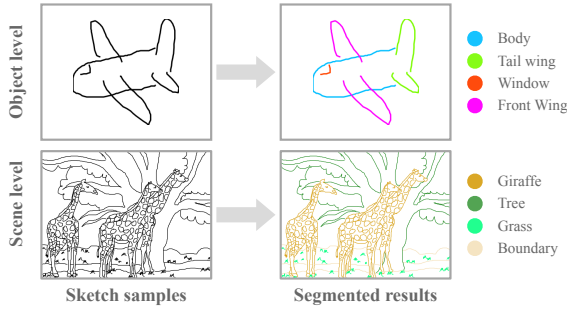 Object level
Body
Tail wing
Window
Front Wing
Scene level
Giraffe
Tree
Grass
Boundary
Sketch samples
Segmented results